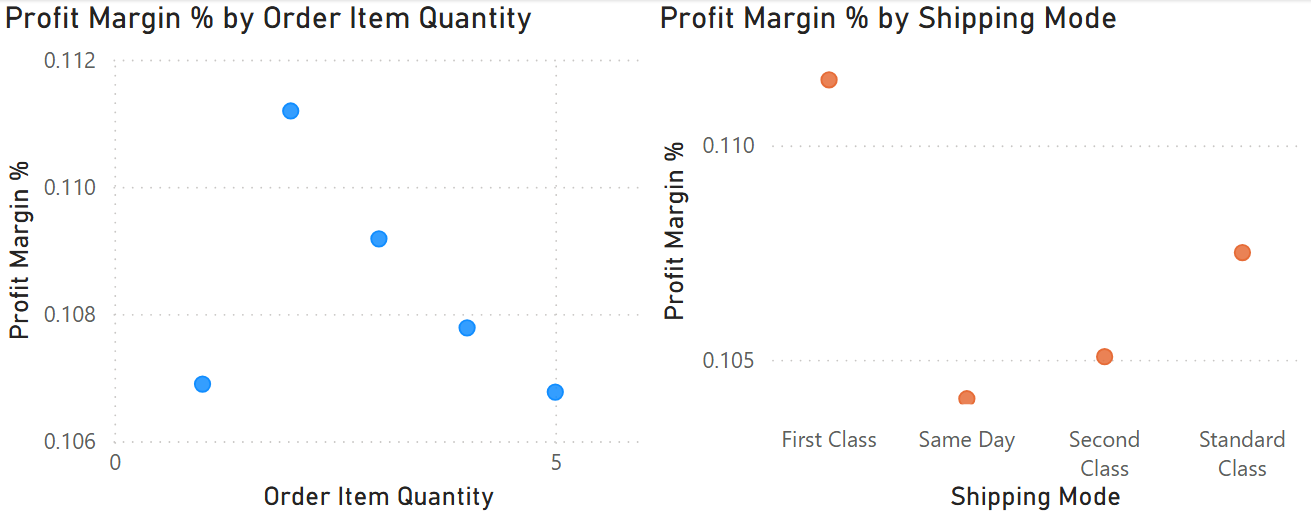 Profit Margin % by Order Item Quantity
Profit Margin %
0.112
0.110
0.108
0.106
0
5
Order Item Quantity
Profit Margin % by Shipping Mode
Profit Margin %
0.110
0.105
First Class
Same Day
Second
Class
Standard
Class
Shipping Mode